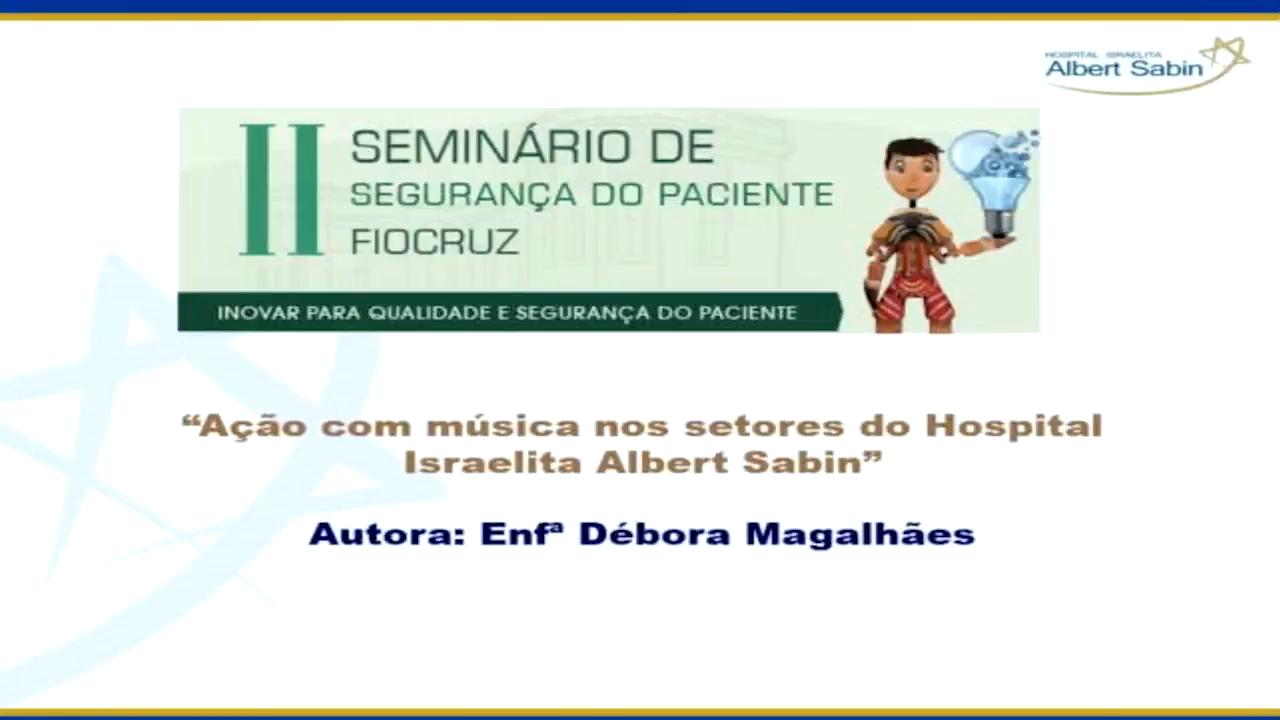 HOSPITAL ISRAELITA
Albert Sabin
II SEMINÁRIO DE
SEGURANÇA DO PACIENTE
FIOCRUZ
INOVAR PARA QUALIDADE E SEGURANÇA DO PACIENTE
“Ação com música nos setores do Hospital
Israelita Albert Sabin”
Autora: Enfª Débora Magalhães